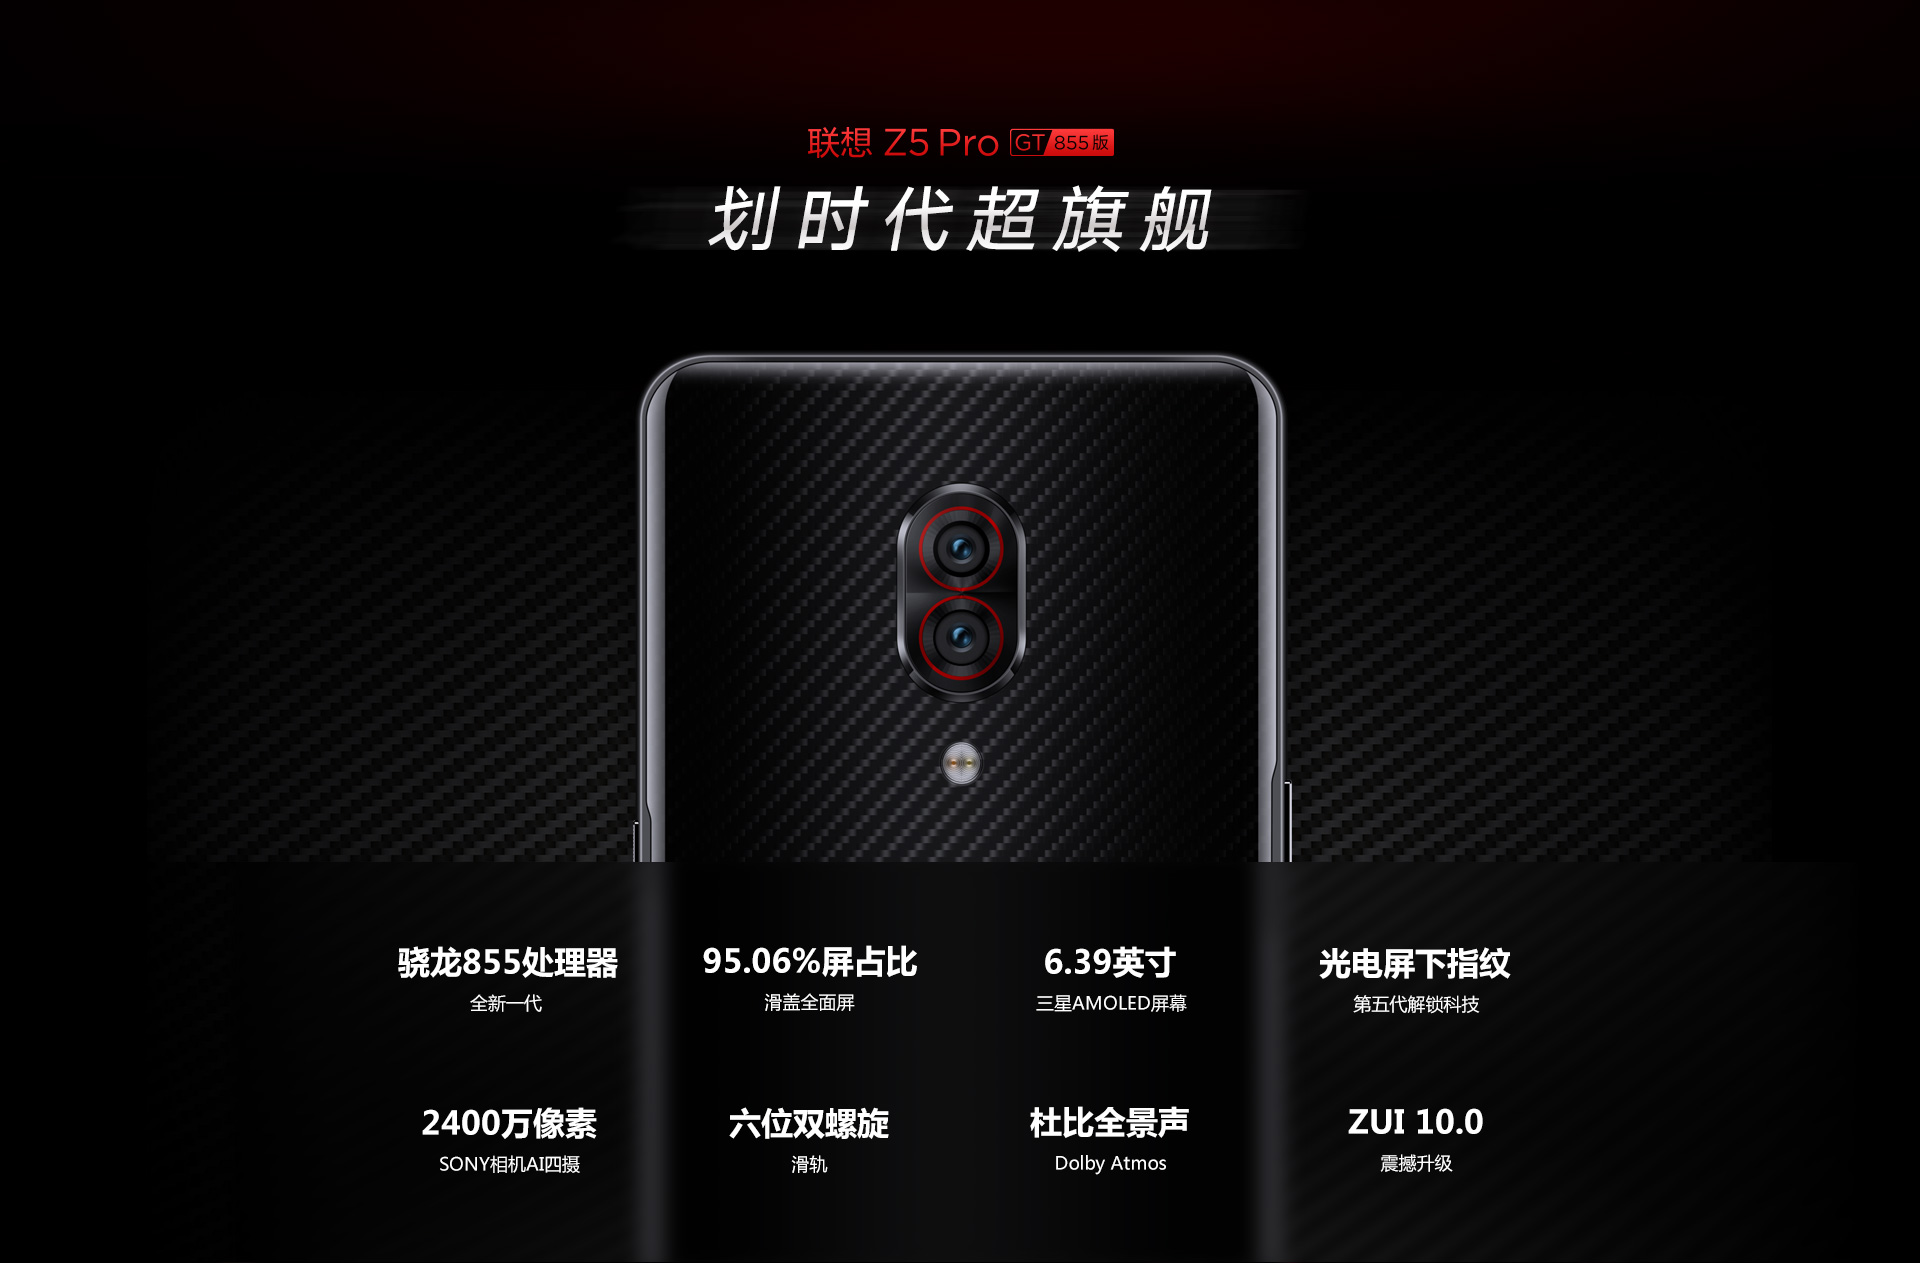 联想 Z5 Pro GT 855版
划时代超旗舰
骁龙855处理器
全新一代
95.06%屏占比
滑盖全面屏
6.39英寸
三星AMOLED屏幕
光电屏下指纹
第五代解锁科技
2400万像素
SONY相机AI四摄
六位双螺旋
滑轨
杜比全景声
Dolby Atmos
ZUI 10.0
震撼升级